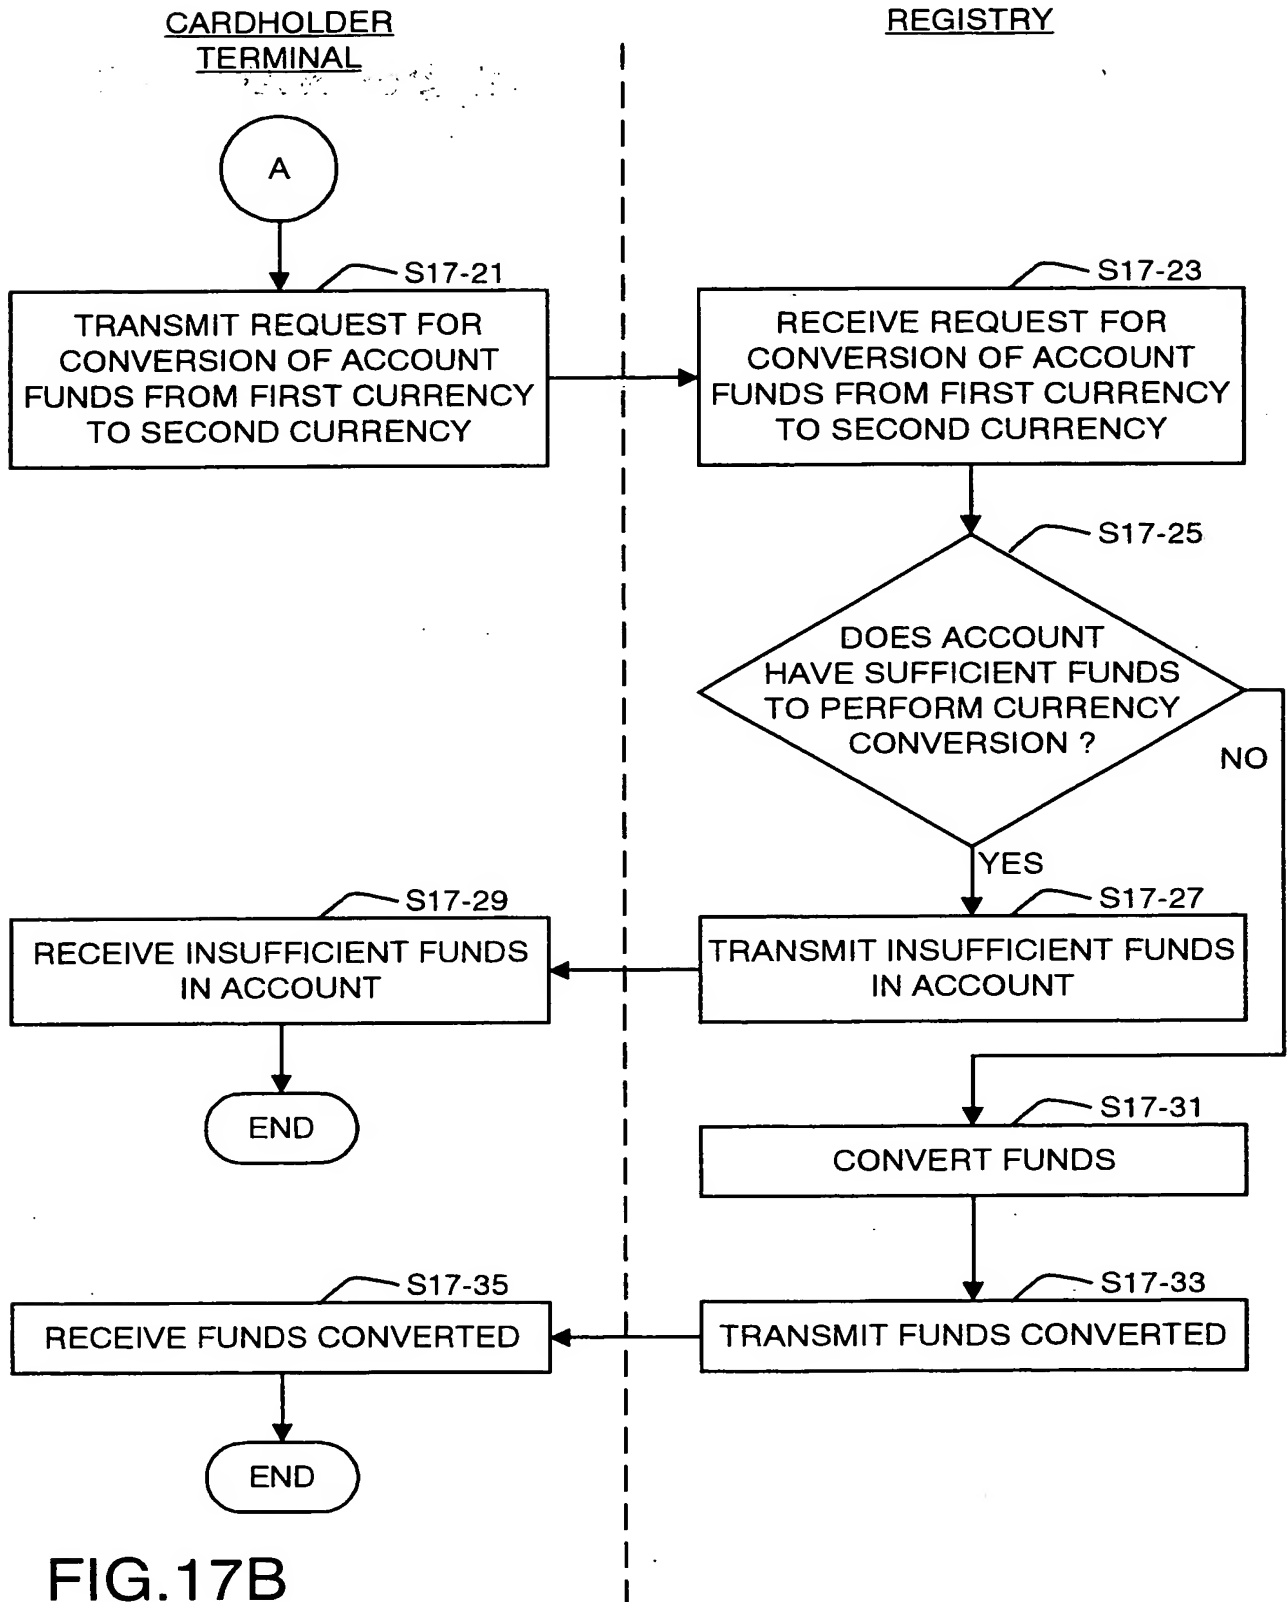 CARDHOLDER
TERMINAL
REGISTRY
A
S17-21
TRANSMIT REQUEST FOR
CONVERSION OF ACCOUNT
FUNDS FROM FIRST CURRENCY
TO SECOND CURRENCY
S17-23
RECEIVE REQUEST FOR
CONVERSION OF ACCOUNT
FUNDS FROM FIRST CURRENCY
TO SECOND CURRENCY
S17-25
DOES ACCOUNT
HAVE SUFFICIENT FUNDS
TO PERFORM CURRENCY
CONVERSION ?
NO
YES
S17-27
TRANSMIT INSUFFICIENT FUNDS
IN ACCOUNT
S17-29
RECEIVE INSUFFICIENT FUNDS
IN ACCOUNT
END
S17-31
CONVERT FUNDS
S17-33
TRANSMIT FUNDS CONVERTED
S17-35
RECEIVE FUNDS CONVERTED
END
FIG.17B